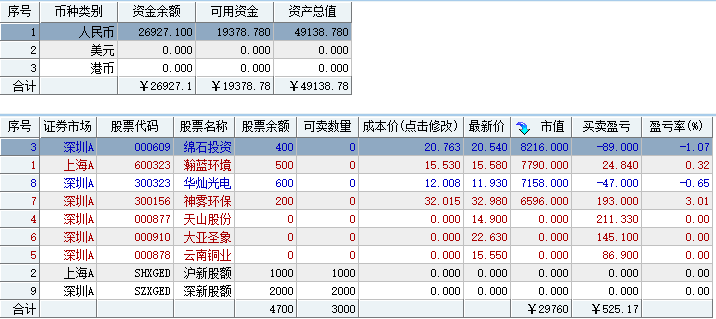 序号 币种类别 资金余额 可用资金 资产总值
1 人民币 26927.100 19378.780 49138.780
2 美元 0.000 0.000 0.000
3 港币 0.000 0.000 0.000
合计 ￥26927.1 ￥19378.78 ￥49138.78
序号 证券市场 股票代码 股票名称 股票余额 可卖数量 成本价(点击修改) 最新价 市值 买卖盈亏 盈亏率(%)
3 深圳A 000609 绵石投资 400 0 20.763 20.540 8216.000 -89.000 -1.07
1 上海A 600323 瀚蓝环境 500 0 15.530 15.580 7790.000 24.840 0.32
8 深圳A 300323 华灿光电 600 0 12.008 11.930 7158.000 -47.000 -0.65
7 深圳A 300156 神雾环保 200 0 32.015 32.980 6596.000 193.000 3.01
4 深圳A 000877 天山股份 0 0 0.000 14.900 0.000 211.330 0.00
6 深圳A 000910 大亚圣象 0 0 0.000 22.630 0.000 145.100 0.00
5 深圳A 000878 云南铜业 0 0 0.000 15.550 0.000 86.900 0.00
2 上海A SHXGED 沪新股额 1000 1000 0.000 0.000 0.000 0.000 0.00
9 深圳A SZXGED 深新股额 2000 2000 0.000 0.000 0.000 0.000 0.00
合计 4700 3000 ￥29760 ￥525.17